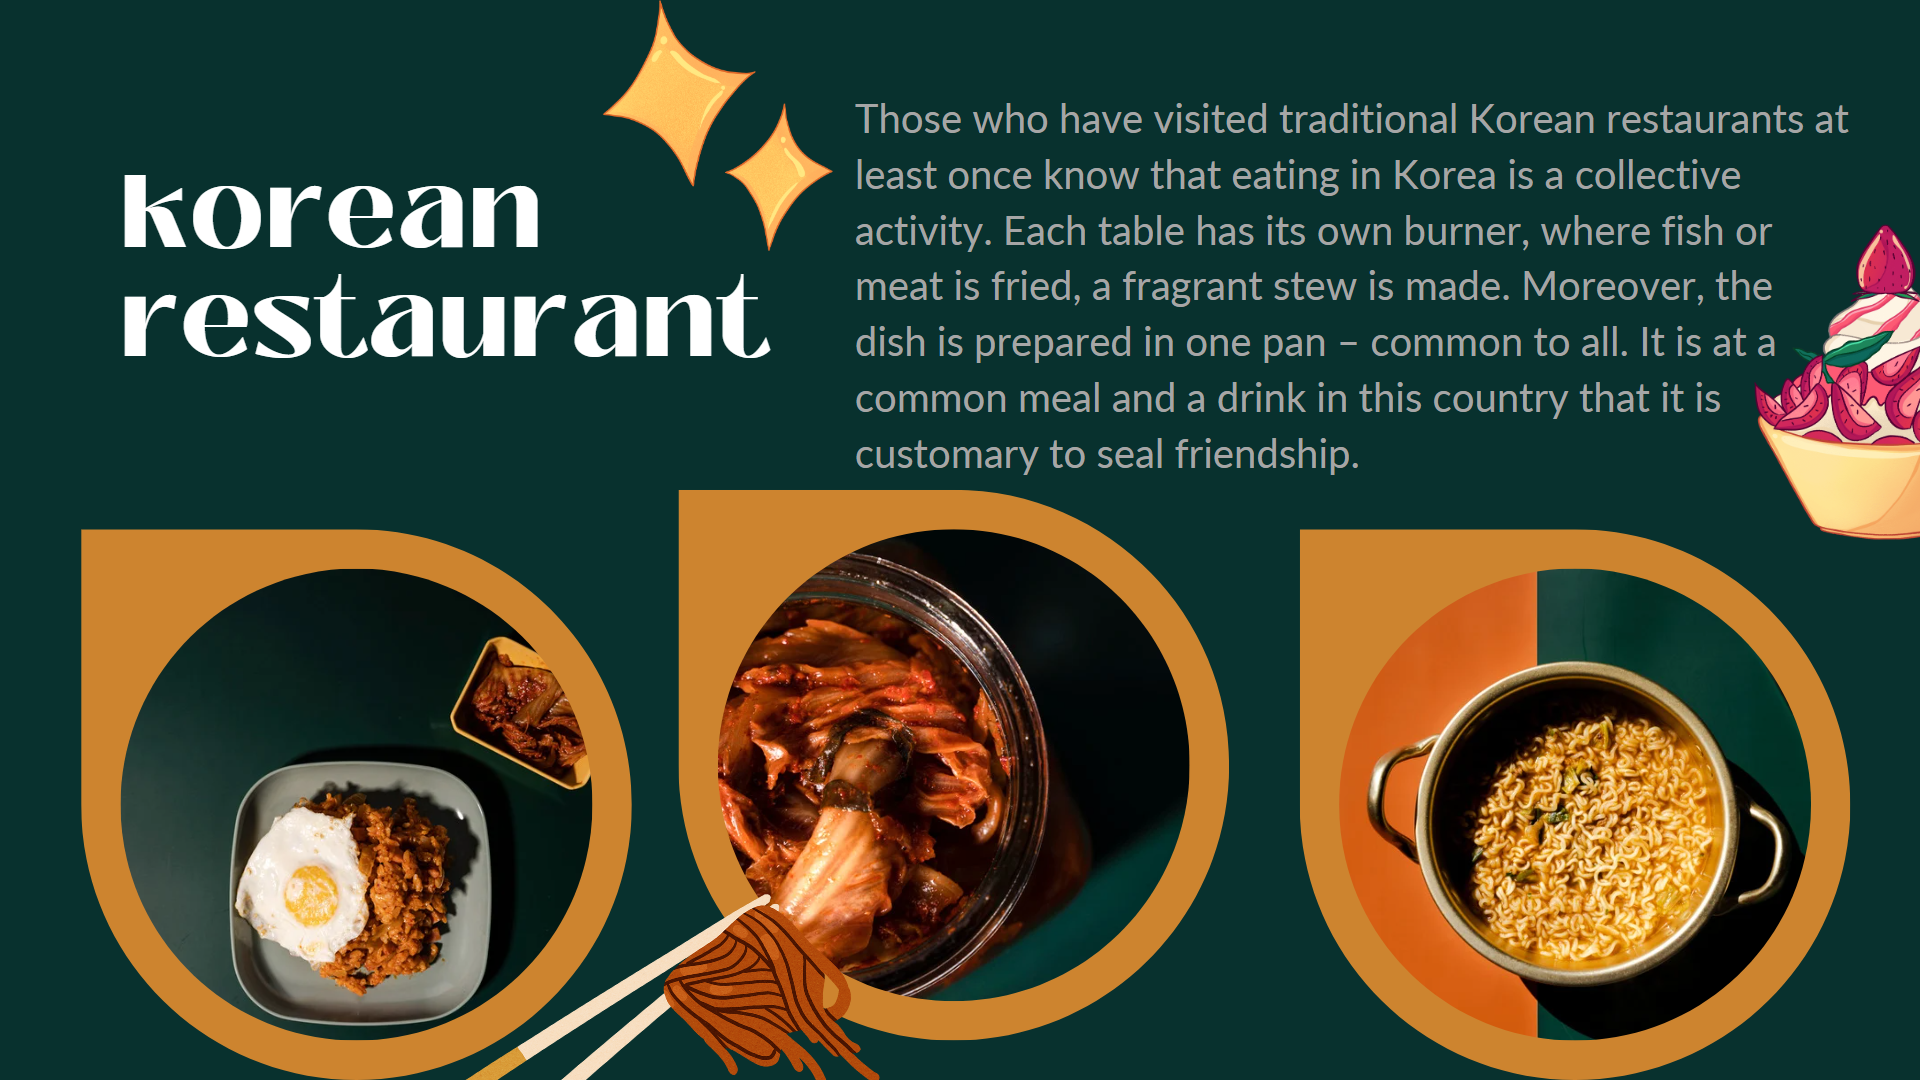 korean
restaurant
Those who have visited traditional Korean restaurants at
least once know that eating in Korea is a collective
activity. Each table has its own burner, where fish or
meat is fried, a fragrant stew is made. Moreover, the
dish is prepared in one pan – common to all. It is at a
common meal and a drink in this country that it is
customary to seal friendship.